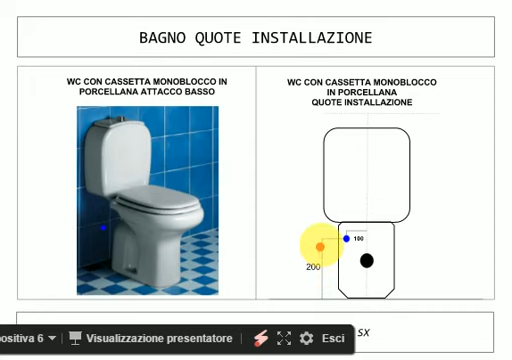 BAGNO QUOTE INSTALLAZIONE
WC CON CASSETTA MONOBLOCCO IN
PORCELLANA ATTACCO BASSO
WC CON CASSETTA MONOBLOCCO
IN PORCELLANA
QUOTE INSTALLAZIONE
100
200
SX
positiva 6
Visualizzazione presentatore
Esci